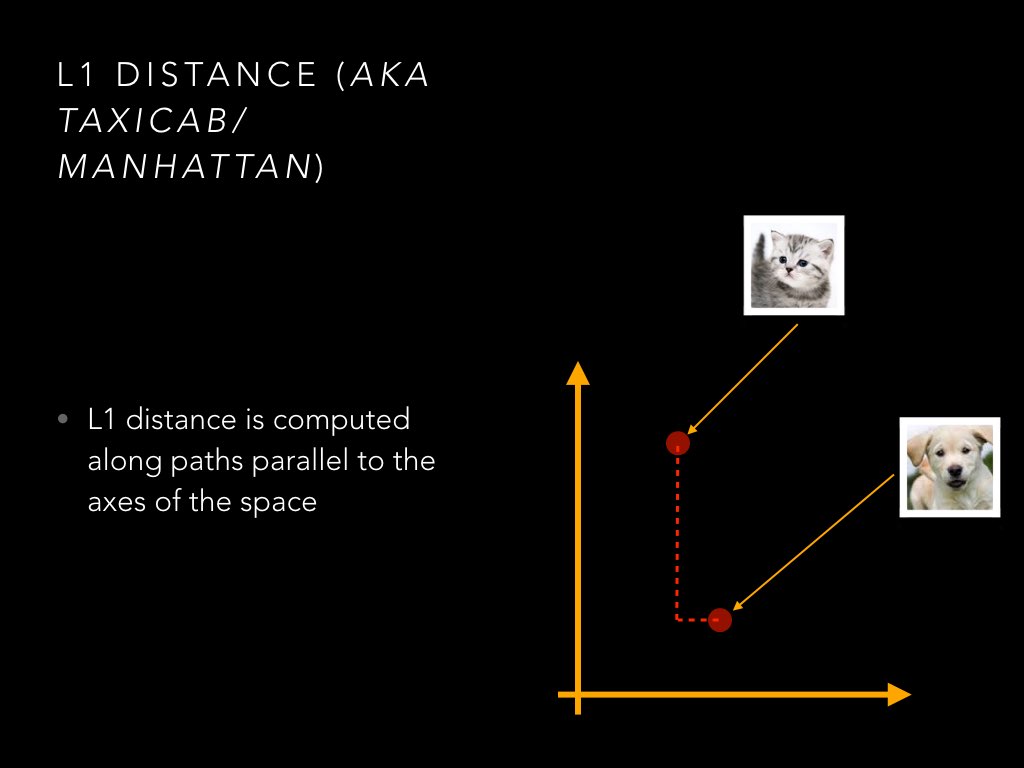 L1 DISTANCE (AKA
TAXICAB/
MANHATTAN)
• L1 distance is computed
along paths parallel to the
axes of the space